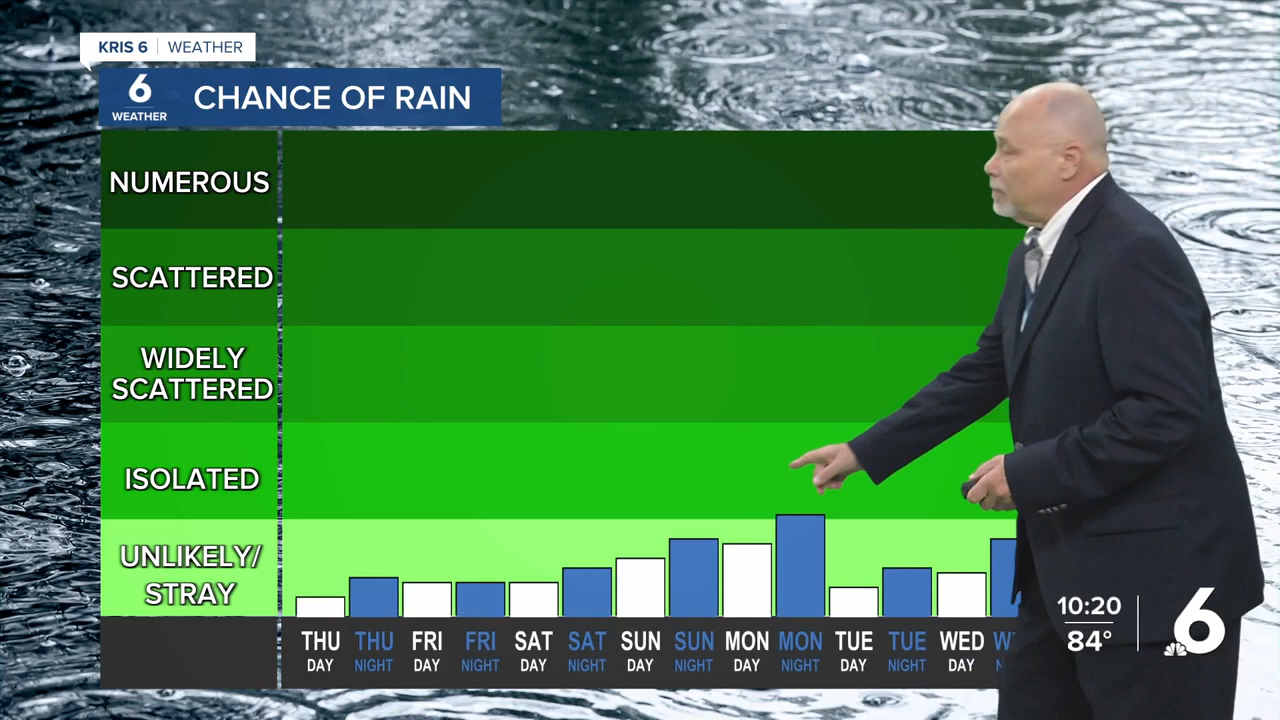 KRIS 6 | WEATHER
6
WEATHER
CHANCE OF RAIN
NUMEROUS
SCATTERED
WIDELY
SCATTERED
ISOLATED
UNLIKELY/
STRAY
THU THU FRI FRI SAT SAT SUN SUN MON MON TUE TUE WED
DAY NIGHT DAY NIGHT DAY NIGHT DAY NIGHT DAY NIGHT DAY NIGHT DAY
10:20
84°
6